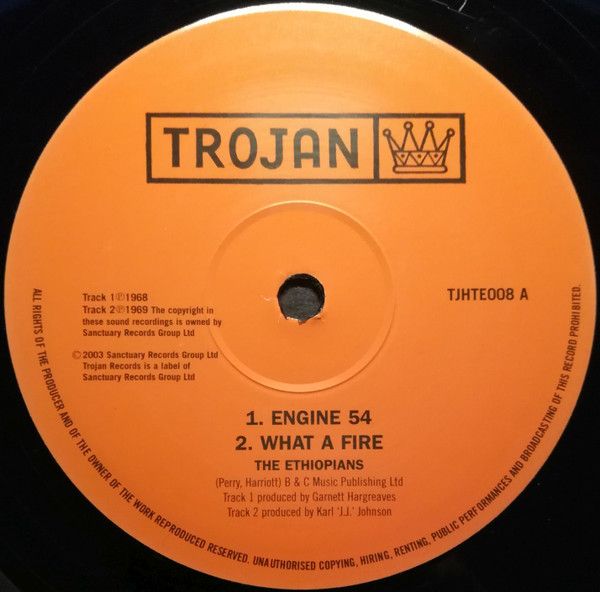 TROJAN
Track 1 ℗1968
Track 2 ℗1969 The copyright in
these sound recordings is owned by
Sanctuary Records Group Ltd
© 2003 Sanctuary Records Group Ltd
Trojan Records is a label of
Sanctuary Records Group Ltd
TJHTE008 A
1. ENGINE 54
2. WHAT A FIRE
THE ETHIOPIANS
(Perry, Harriott) B & C Music Publishing Ltd
Track 1 produced by Garnett Hargreaves
Track 2 produced by Karl 'J.J.' Johnson
ALL RIGHTS OF THE PRODUCER AND OF THE OWNER OF THE WORK REPRODUCED RESERVED. UNAUTHORISED COPYING, HIRING, RENTING, PUBLIC PERFORMANCES AND BROADCASTING OF THIS RECORD PROHIBITED.